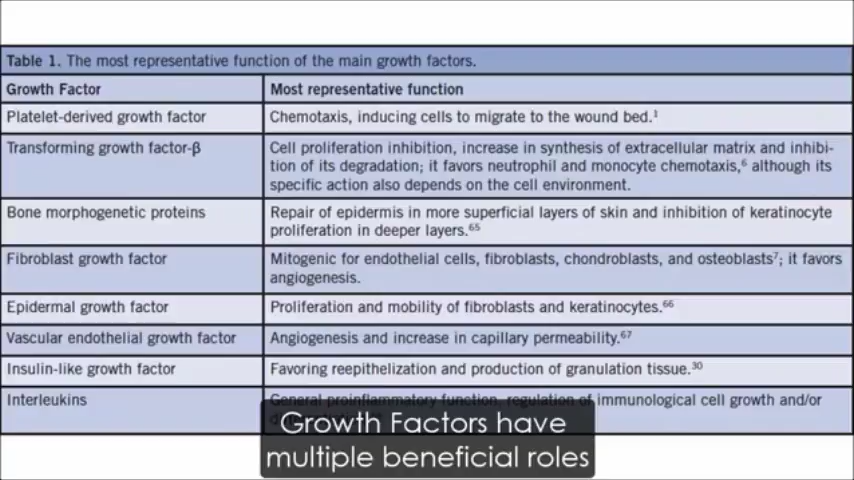 Table 1. The most representative function of the main growth factors.
Growth Factor
Most representative function
Platelet-derived growth factor
Chemotaxis, inducing cells to migrate to the wound bed.¹
Transforming growth factor-β
Cell proliferation inhibition, increase in synthesis of extracellular matrix and inhibi-
tion of its degradation; it favors neutrophil and monocyte chemotaxis,⁶ although its
specific action also depends on the cell environment.
Bone morphogenetic proteins
Repair of epidermis in more superficial layers of skin and inhibition of keratinocyte
proliferation in deeper layers.⁶⁵
Fibroblast growth factor
Mitogenic for endothelial cells, fibroblasts, chondroblasts, and osteoblasts⁷; it favors
angiogenesis.
Epidermal growth factor
Proliferation and mobility of fibroblasts and keratinocytes.⁶⁶
Vascular endothelial growth factor
Angiogenesis and increase in capillary permeability.⁶⁷
Insulin-like growth factor
Favoring reepithelization and production of granulation tissue.³⁰
Interleukins
General proinflammatory function, regulation of immunological cell growth and/or
Growth Factors have
multiple beneficial roles